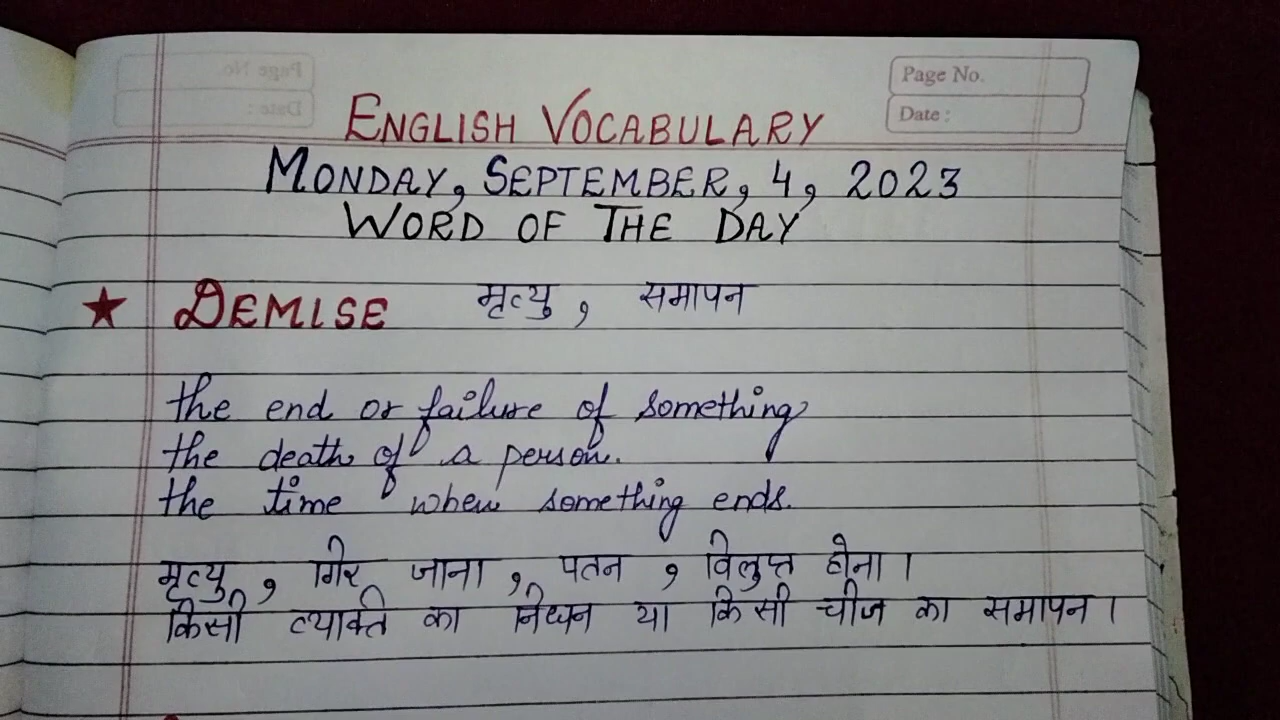 Page No.
Date :
ENGLISH VOCABULARY
MONDAY, SEPTEMBER, 4, 2023
WORD OF THE DAY
★ DEMISE मृत्यु , समापन
the end or failure of something
the death of a person.
the time when something ends.
मृत्यु , गिर जाना , पतन , विलुप्त होना ।
किसी व्यक्ति का निधन या किसी चीज का समापन ।